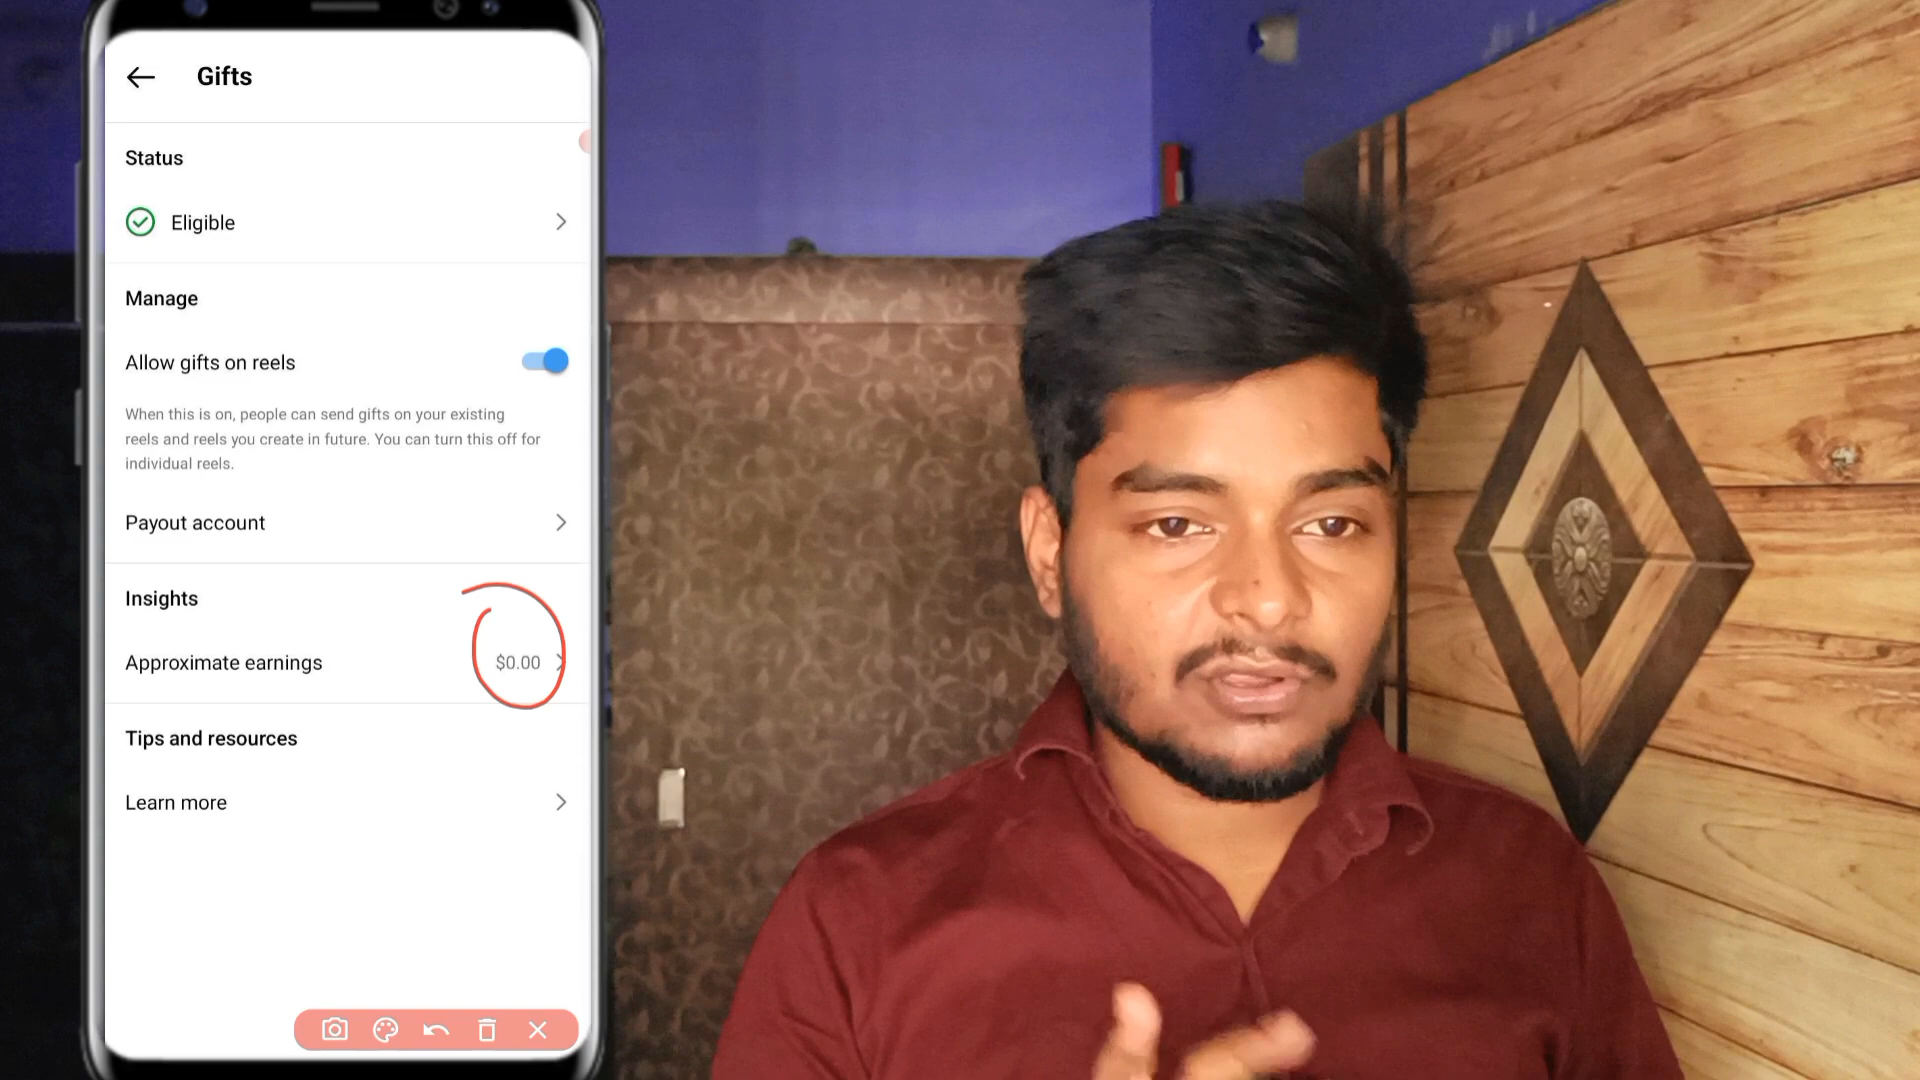 Gifts
Status
Eligible
Manage
Allow gifts on reels
When this is on, people can send gifts on your existing
reels and reels you create in future. You can turn this off for
individual reels.
Payout account
Insights
Approximate earnings $0.00
Tips and resources
Learn more